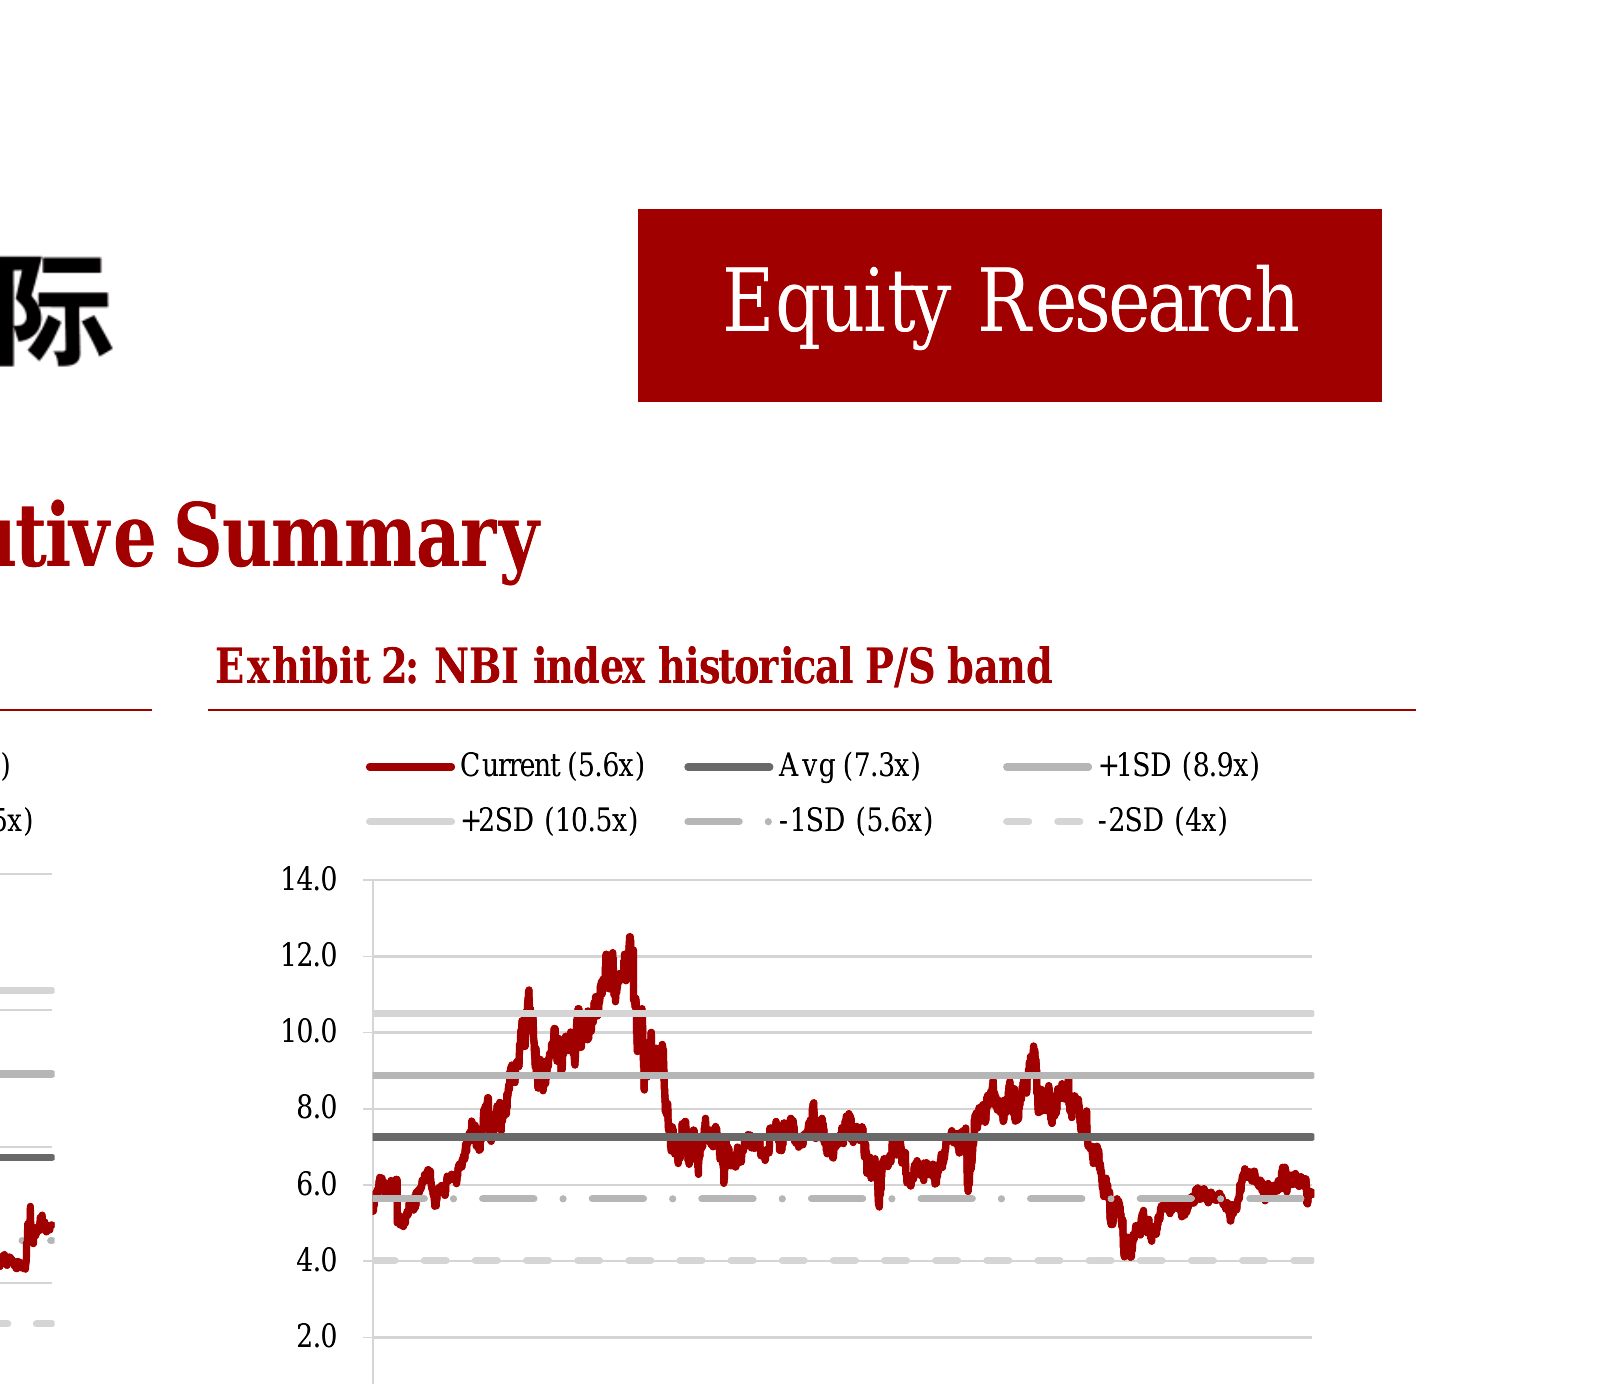 际
Equity Research
utive Summary
Exhibit 2: NBI index historical P/S band
) Current (5.6x) Avg (7.3x) +1SD (8.9x)
5x) +2SD (10.5x) -1SD (5.6x) -2SD (4x)
14.0
12.0
10.0
8.0
6.0
4.0
2.0